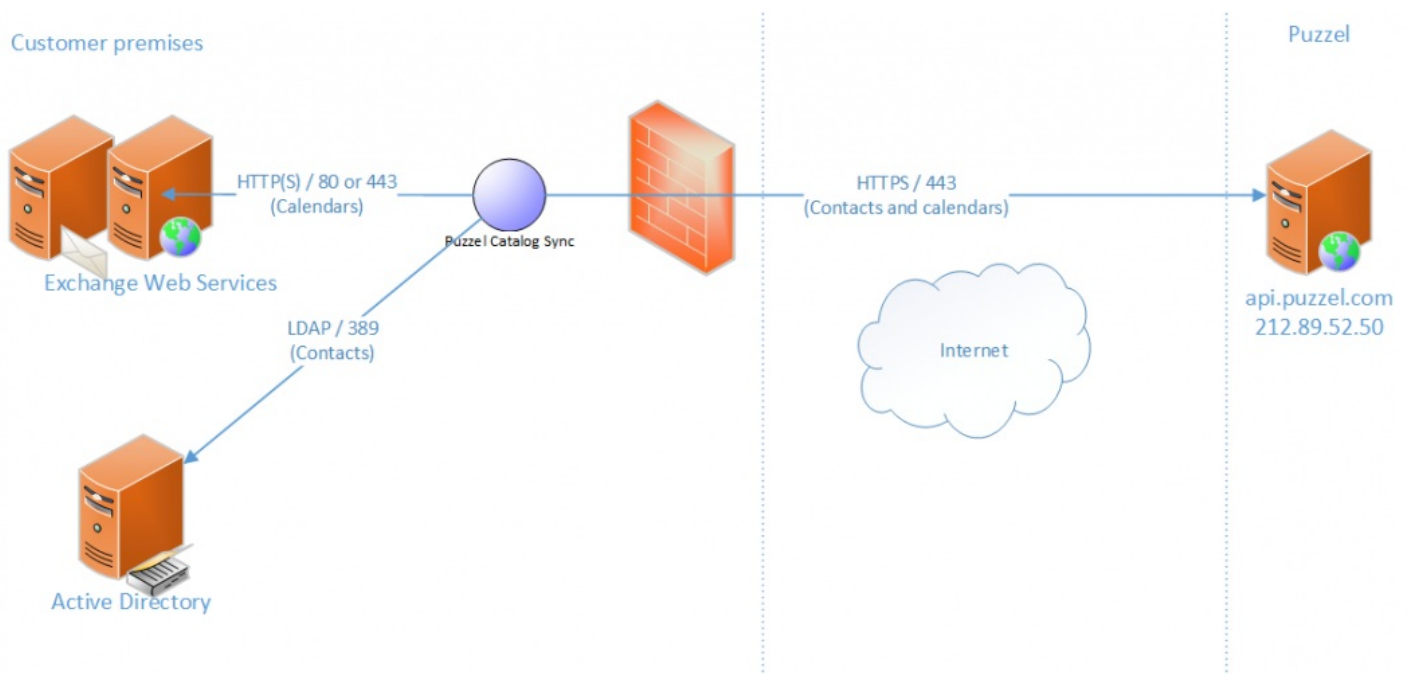 Customer premises
Puzzel
HTTP(S) / 80 or 443
(Calendars)
HTTPS / 443
(Contacts and calendars)
Puzzel Catalog Sync
Exchange Web Services
api.puzzel.com
212.89.52.50
LDAP / 389
(Contacts)
Internet
Active Directory